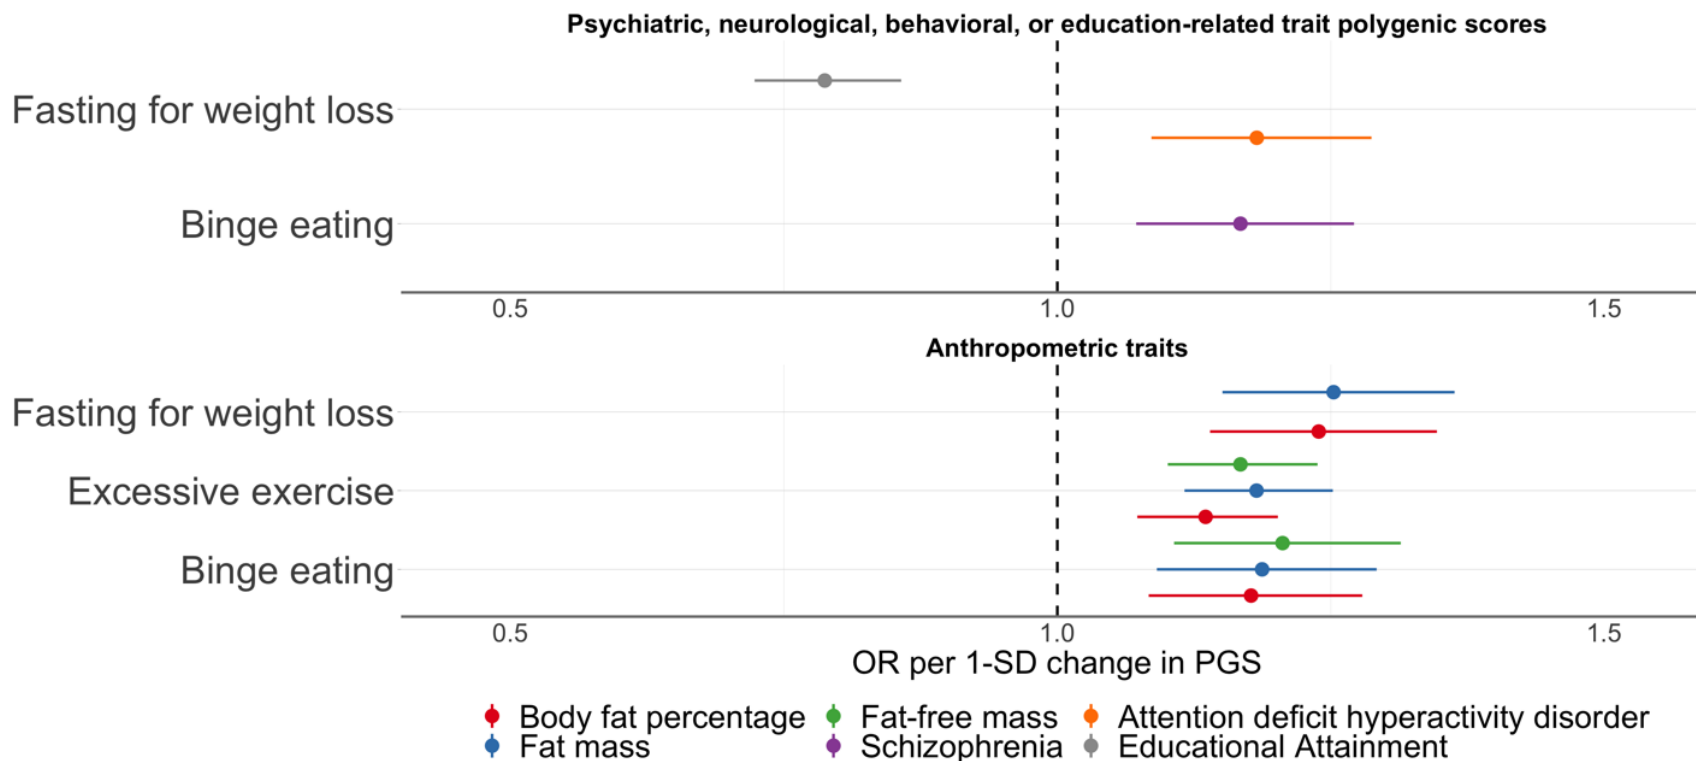 Psychiatric, neurological, behavioral, or education-related trait polygenic scores
Fasting for weight loss
Binge eating
0.5 1.0 1.5
Anthropometric traits
Fasting for weight loss
Excessive exercise
Binge eating
0.5 1.0 1.5
OR per 1-SD change in PGS
Body fat percentage Fat-free mass Attention deficit hyperactivity disorder
Fat mass Schizophrenia Educational Attainment